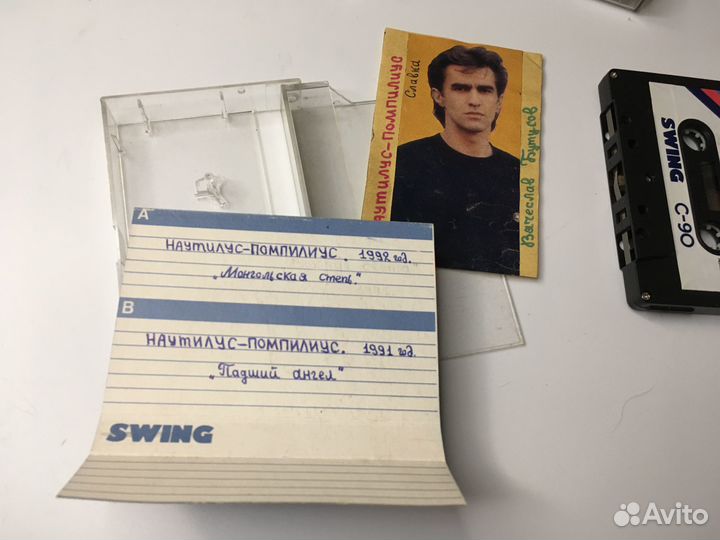 НАУТИЛУС-ПОМПИЛИУС
Славка
Вячеслав Бутусов
SWING
C-90
A
НАУТИЛУС-ПОМПИЛИУС. 1992 год.
„Монгольская степь."
B
НАУТИЛУС-ПОМПИЛИУС. 1991 год.
„Падший ангел"
SWING
Avito